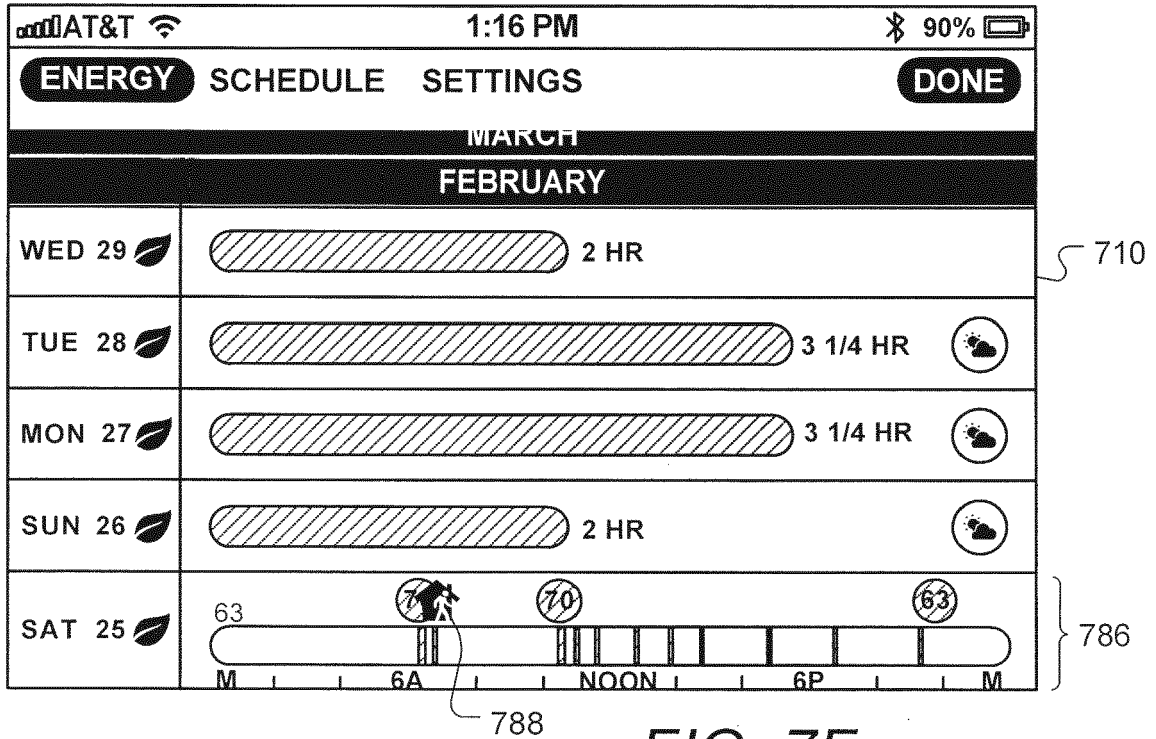 AT&T 1:16 PM 90%
ENERGY SCHEDULE SETTINGS DONE
MARCH
FEBRUARY
WED 29 2 HR
710
TUE 28 3 1/4 HR
MON 27 3 1/4 HR
SUN 26 2 HR
63 7 70 63
SAT 25
786
M 6A NOON 6P M
788